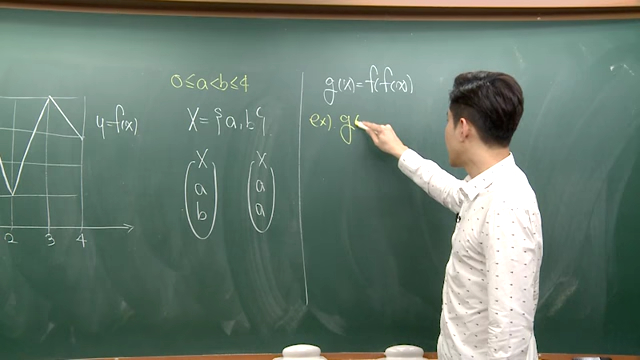 0≤a<b≤4
g(x)=f(f(x))
y=f(x)
X={a,b}
ex) g(
X X
a a
b a
2 3 4